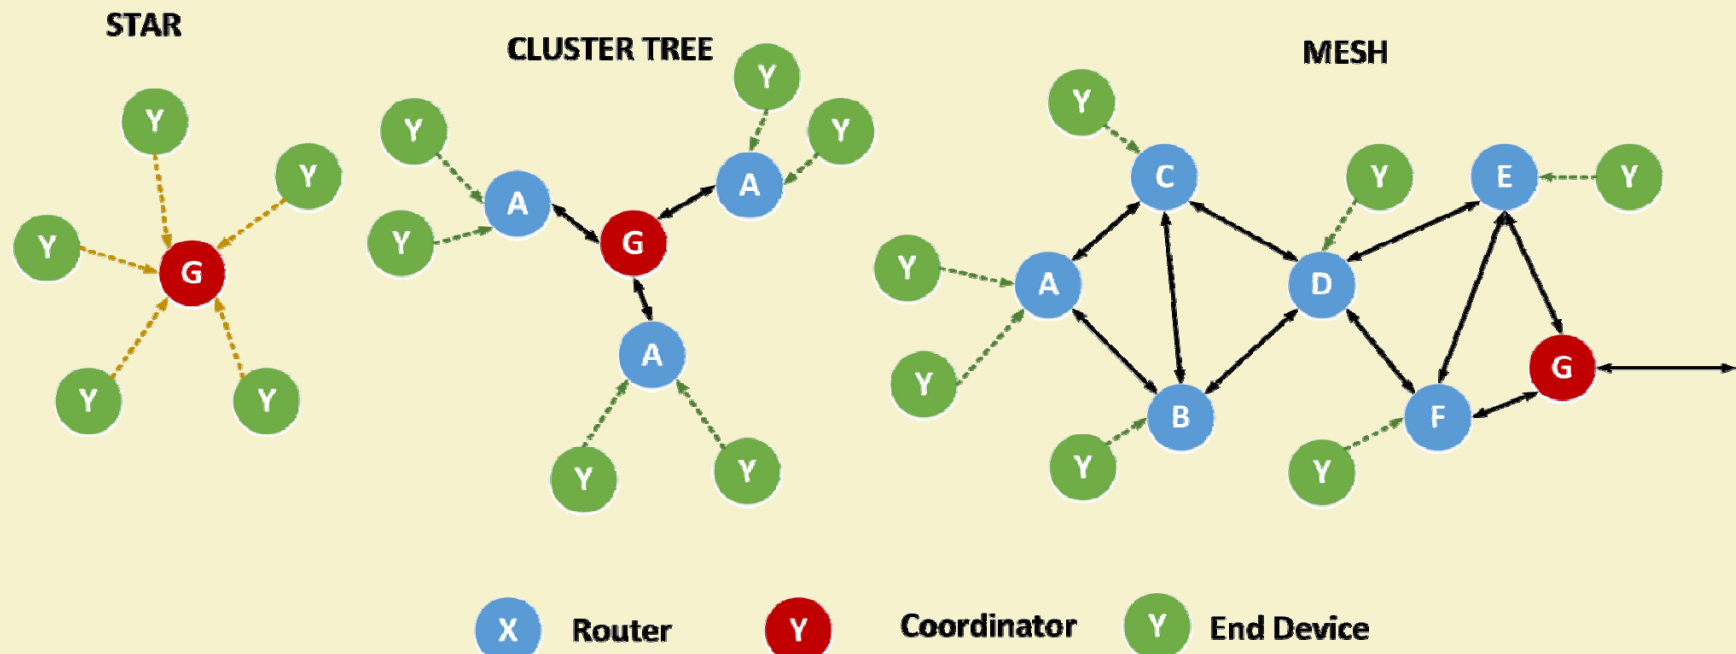 STAR
CLUSTER TREE
MESH
Y
Y
Y
G
Y
Y
Y
Y
Y
Y
A
A
G
Y
A
Y
Y
Y
C
Y
E
Y
Y
A
D
Y
G
B
F
Y
Y
X Router
Y Coordinator
Y End Device